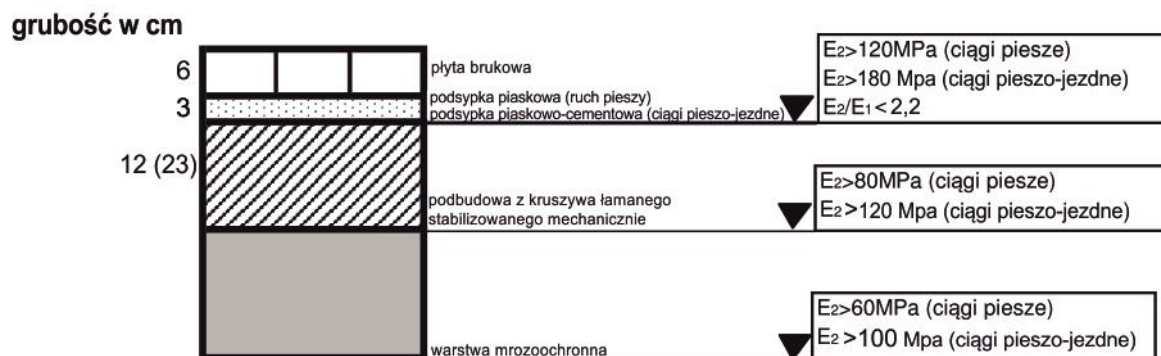 grubość w cm
6
płyta brukowa
3
podsypka piaskowa (ruch pieszy)
podsypka piaskowo-cementowa (ciągi pieszo-jezdne)
E2>120MPa (ciągi piesze)
E2>180 Mpa (ciągi pieszo-jezdne)
E2/E1<2,2
12 (23)
podbudowa z kruszywa łamanego
stabilizowanego mechanicznie
E2>80MPa (ciągi piesze)
E2>120 Mpa (ciągi pieszo-jezdne)
warstwa mrozoochronna
E2>60MPa (ciągi piesze)
E2>100 Mpa (ciągi pieszo-jezdne)